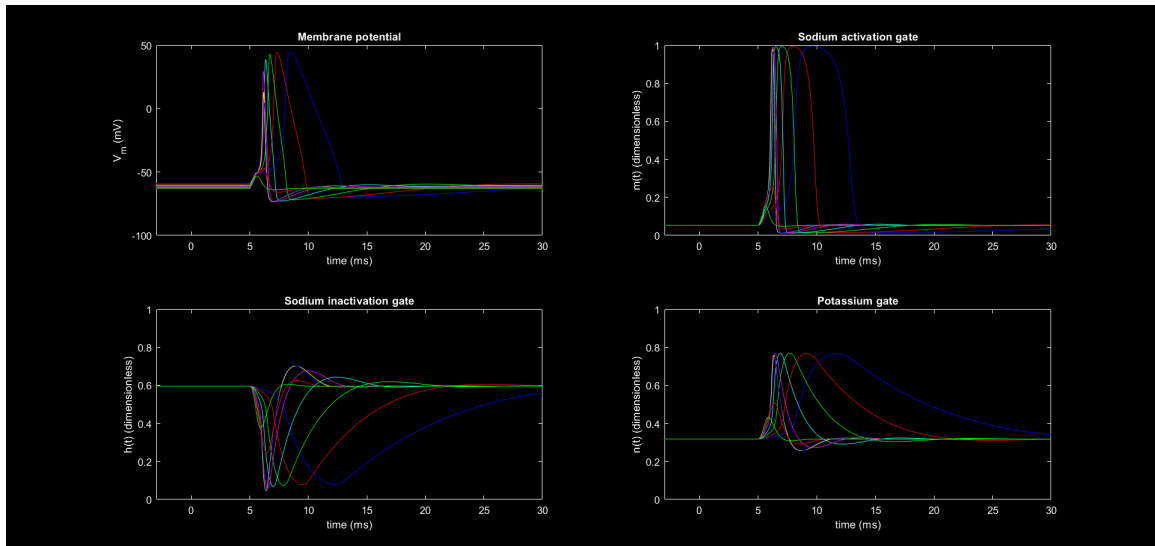 Membrane potential
50
0
-50
-100
V_m (mV)
0 5 10 15 20 25 30
time (ms)
Sodium activation gate
1
0.8
0.6
0.4
0.2
0
m(t) (dimensionless)
0 5 10 15 20 25 30
time (ms)
Sodium inactivation gate
1
0.8
0.6
0.4
0.2
0
h(t) (dimensionless)
0 5 10 15 20 25 30
time (ms)
Potassium gate
1
0.8
0.6
0.4
0.2
0
n(t) (dimensionless)
0 5 10 15 20 25 30
time (ms)